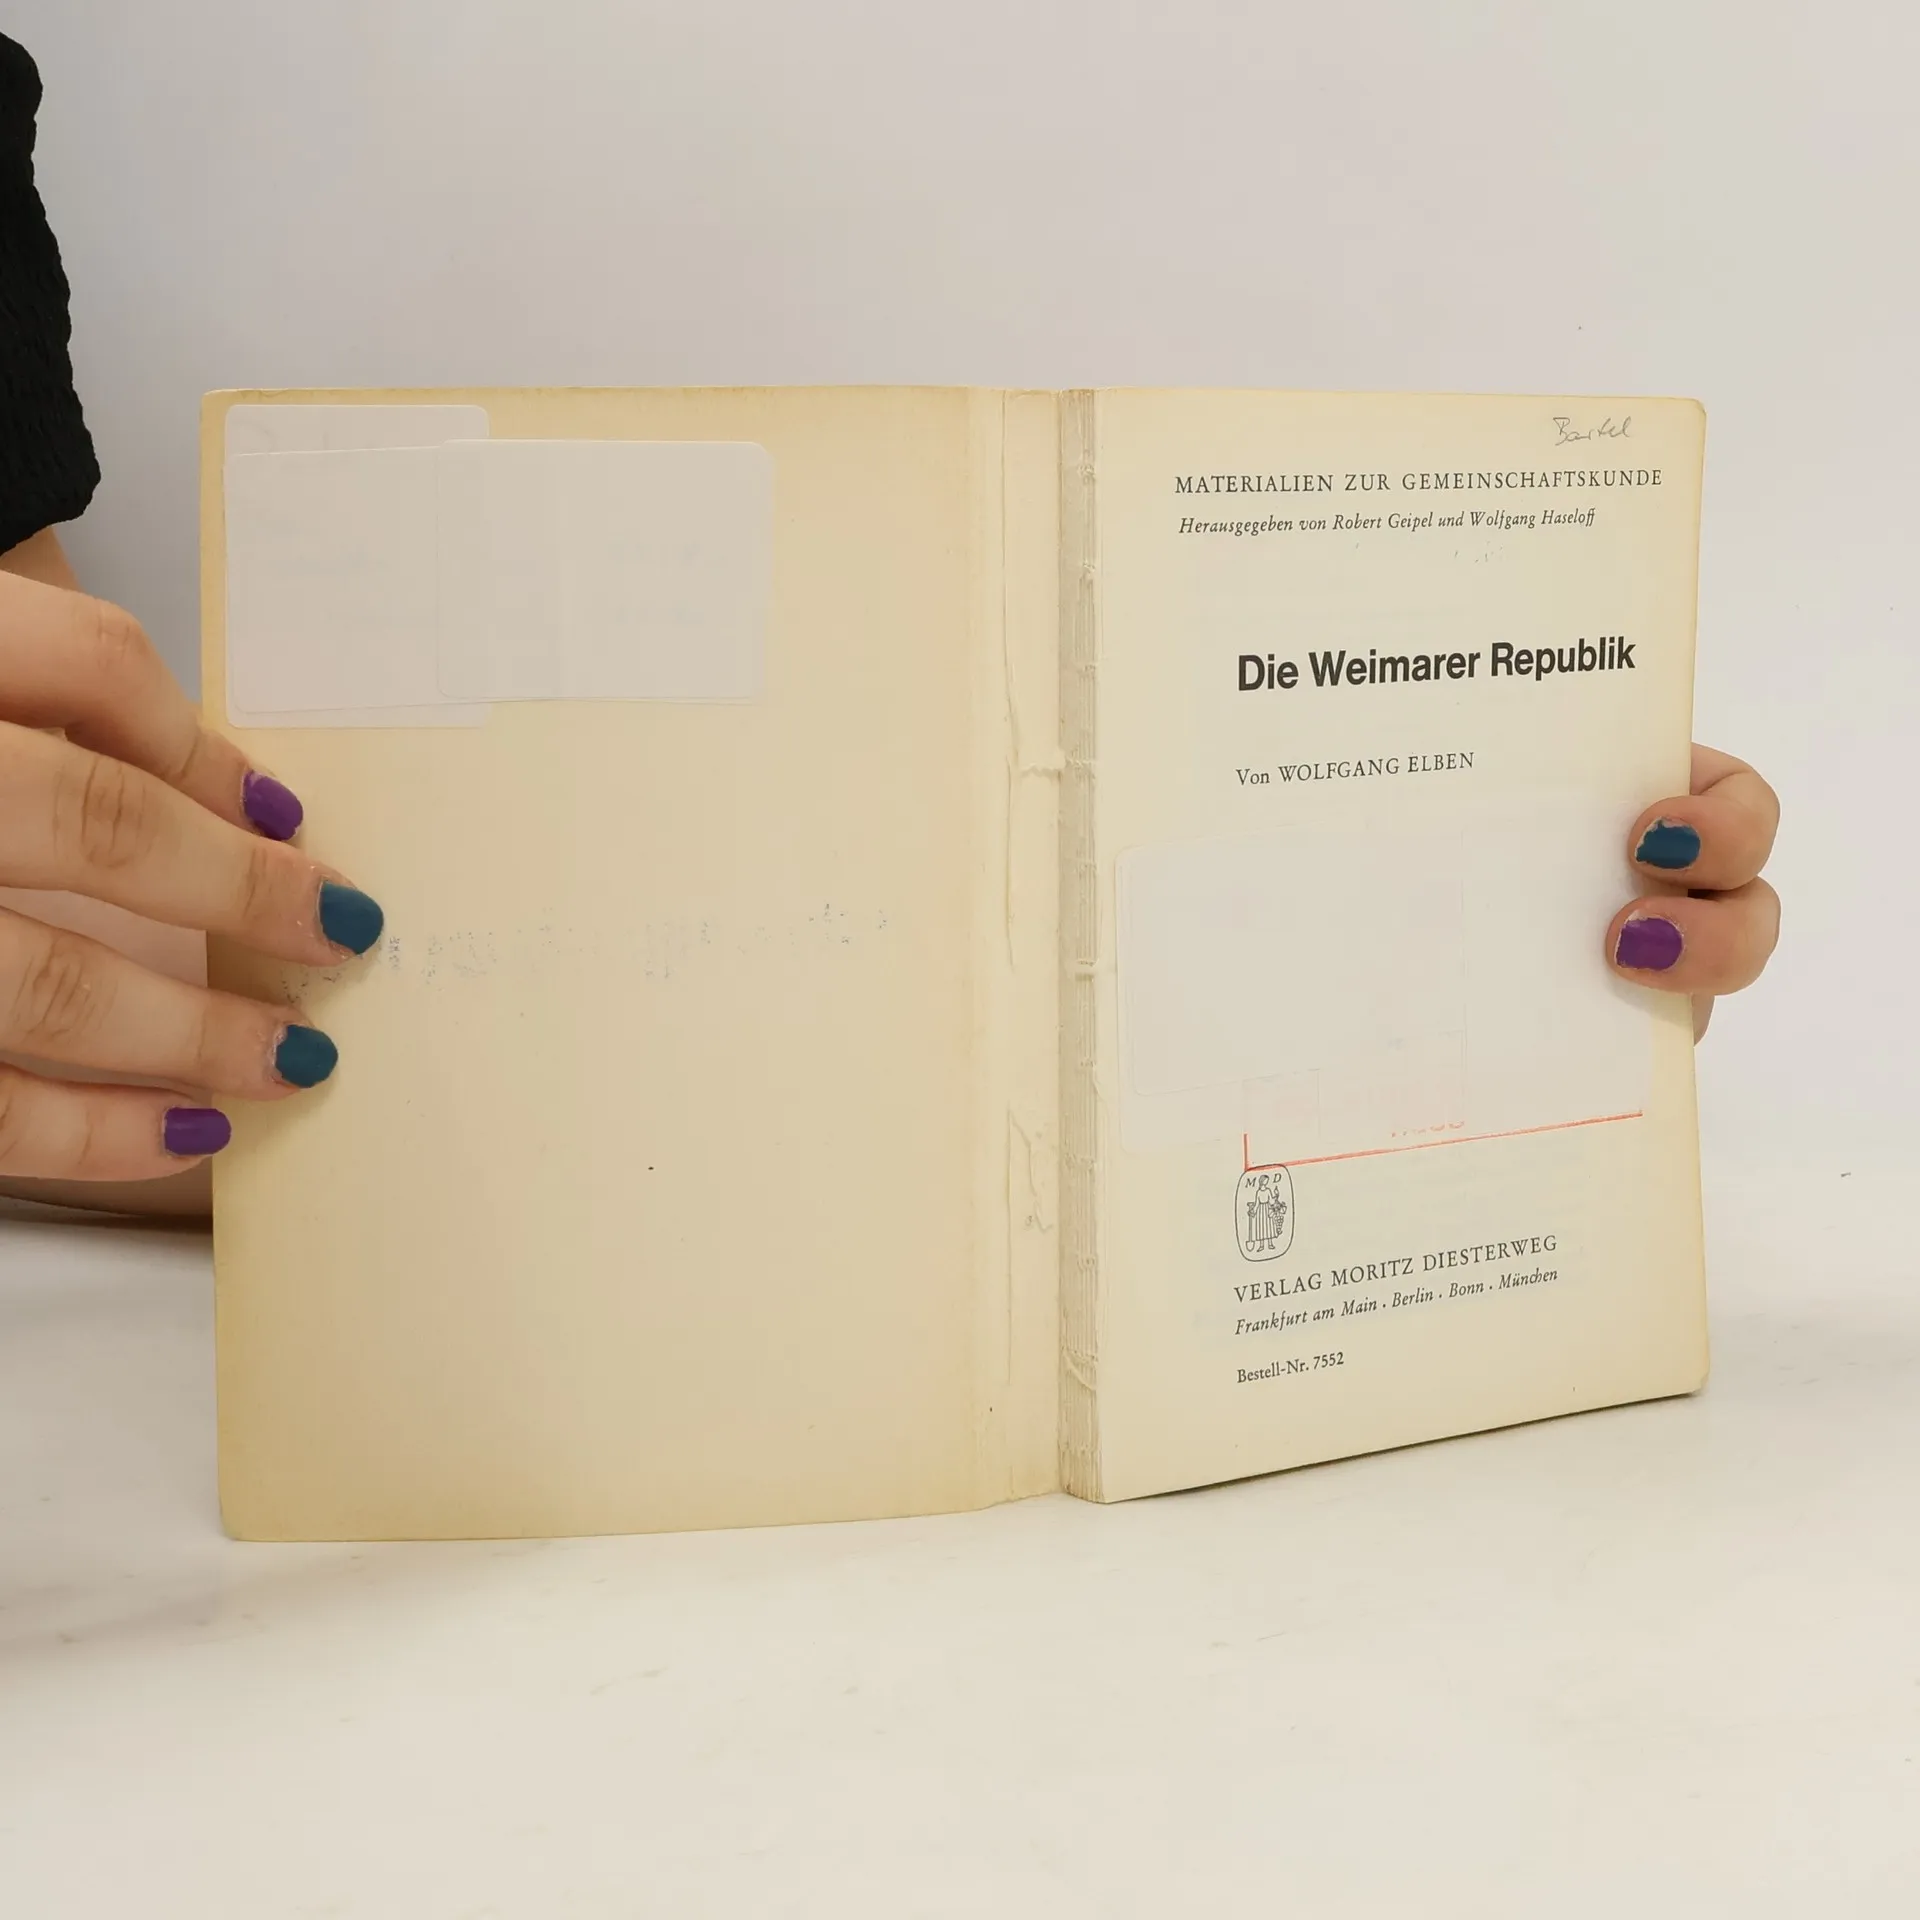 Bartel
MATERIALIEN ZUR GEMEINSCHAFTSKUNDE
Herausgegeben von Robert Geipel und Wolfgang Haseloff
Die Weimarer Republik
Von WOLFGANG ELBEN
M D
VERLAG MORITZ DIESTERWEG
Frankfurt am Main . Berlin . Bonn . München
Bestell-Nr. 7552